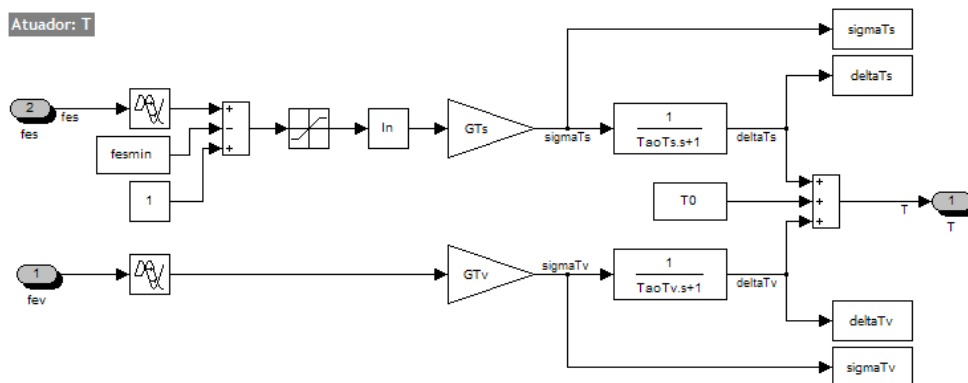 Atuador: T
sigmaTs
deltaTs
2
fes
fes
+
−
+
fesmin
1
ln
GTs
sigmaTs
1
TaoTs.s+1
deltaTs
T0
+
+
+
T
1
T
1
fev
GTv
sigmaTv
1
TaoTv.s+1
deltaTv
deltaTv
sigmaTv